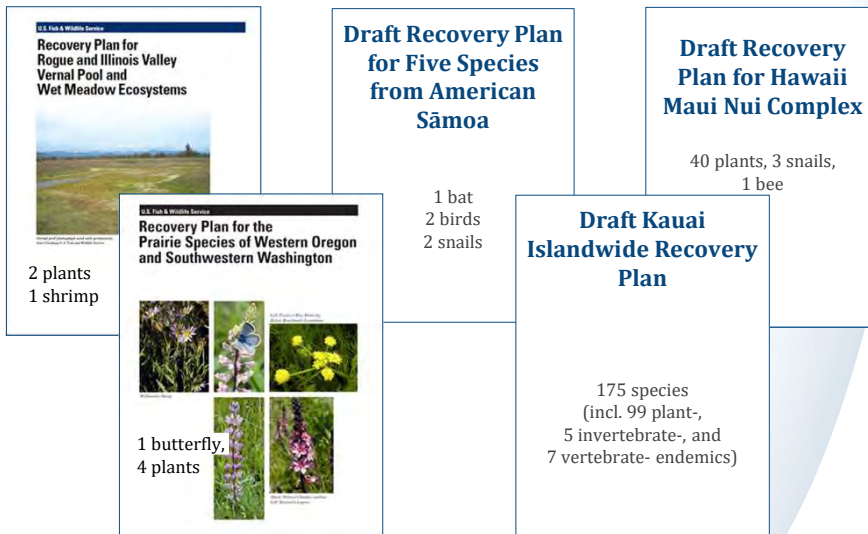 U.S. Fish & Wildlife Service
Recovery Plan for
Rogue and Illinois Valley
Vernal Pool and
Wet Meadow Ecosystems
2 plants
1 shrimp
U.S. Fish & Wildlife Service
Recovery Plan for the
Prairie Species of Western Oregon
and Southwestern Washington
1 butterfly,
4 plants
Draft Recovery Plan
for Five Species
from American
Sāmoa
1 bat
2 birds
2 snails
Draft Kauai
Islandwide Recovery
Plan
175 species
(incl. 99 plant-,
5 invertebrate-, and
7 vertebrate- endemics)
Draft Recovery
Plan for Hawaii
Maui Nui Complex
40 plants, 3 snails,
1 bee